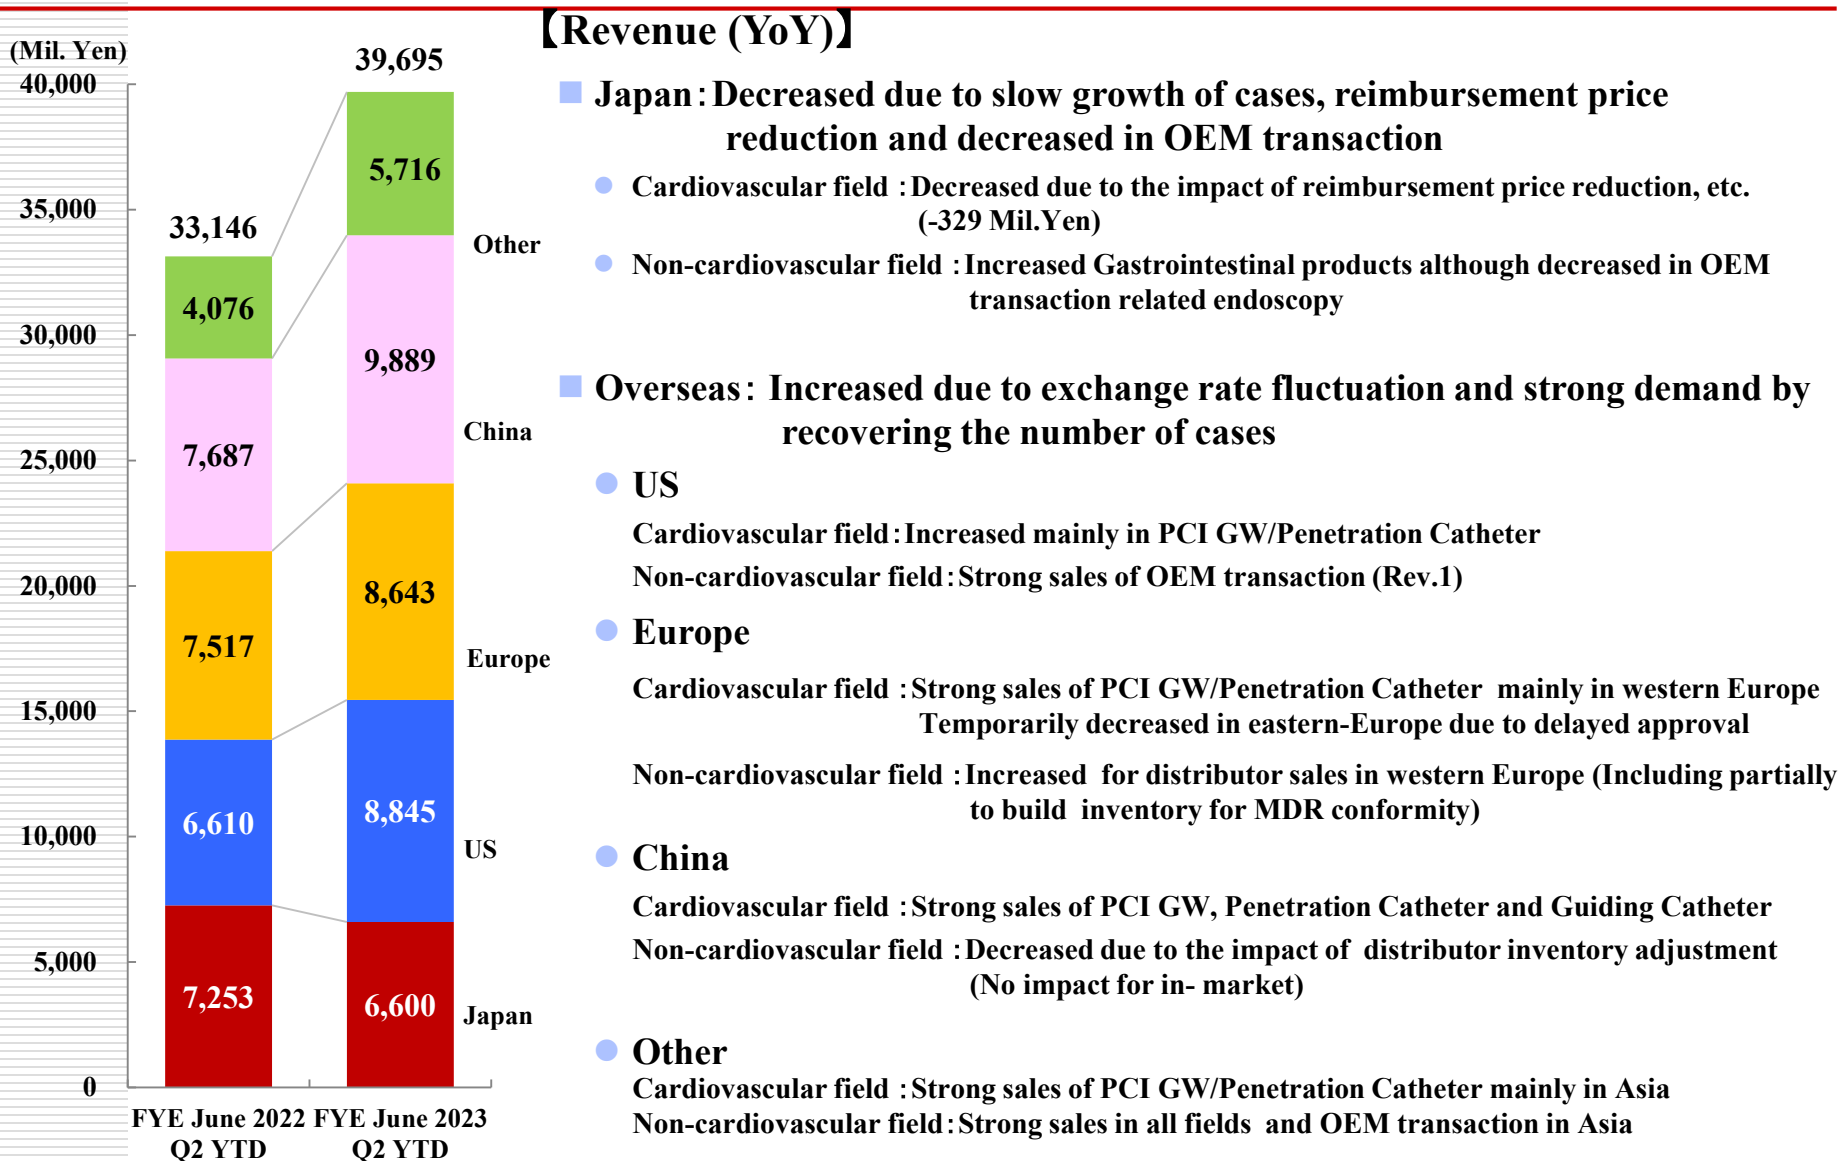 (Mil. Yen)
40,000
35,000
30,000
25,000
20,000
15,000
10,000
5,000
0
33,146
4,076
7,687
7,517
6,610
7,253
39,695
5,716
9,889
8,643
8,845
6,600
Other
China
Europe
US
Japan
FYE June 2022
Q2 YTD
FYE June 2023
Q2 YTD
【Revenue (YoY)】
Japan:Decreased due to slow growth of cases, reimbursement price
reduction and decreased in OEM transaction
Cardiovascular field :Decreased due to the impact of reimbursement price reduction, etc.
(-329 Mil.Yen)
Non-cardiovascular field :Increased Gastrointestinal products although decreased in OEM
transaction related endoscopy
Overseas: Increased due to exchange rate fluctuation and strong demand by
recovering the number of cases
US
Cardiovascular field:Increased mainly in PCI GW/Penetration Catheter
Non-cardiovascular field:Strong sales of OEM transaction (Rev.1)
Europe
Cardiovascular field :Strong sales of PCI GW/Penetration Catheter mainly in western Europe
Temporarily decreased in eastern-Europe due to delayed approval
Non-cardiovascular field :Increased for distributor sales in western Europe (Including partially
to build inventory for MDR conformity)
China
Cardiovascular field :Strong sales of PCI GW, Penetration Catheter and Guiding Catheter
Non-cardiovascular field :Decreased due to the impact of distributor inventory adjustment
(No impact for in- market)
Other
Cardiovascular field :Strong sales of PCI GW/Penetration Catheter mainly in Asia
Non-cardiovascular field:Strong sales in all fields and OEM transaction in Asia